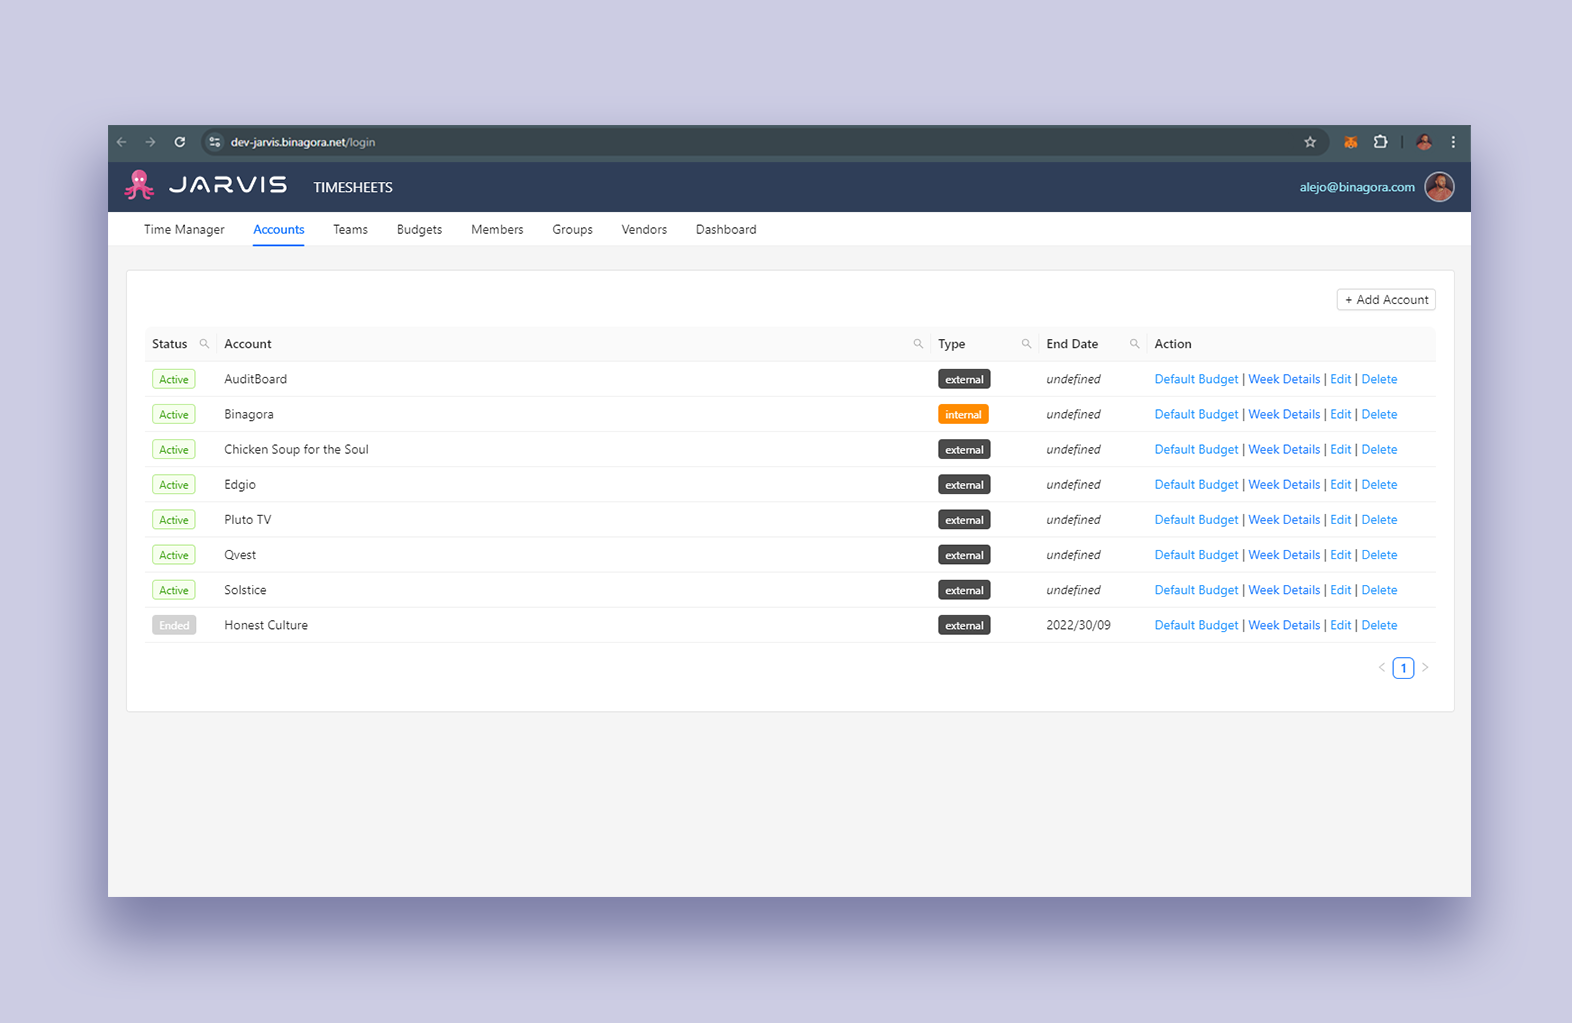 dev-jarvis.binagora.net/login
JARVIS TIMESHEETS alejo@binagora.com
Time Manager Accounts Teams Budgets Members Groups Vendors Dashboard
+ Add Account
Status Account Type End Date Action
Active AuditBoard external undefined Default Budget | Week Details | Edit | Delete
Active Binagora internal undefined Default Budget | Week Details | Edit | Delete
Active Chicken Soup for the Soul external undefined Default Budget | Week Details | Edit | Delete
Active Edgio external undefined Default Budget | Week Details | Edit | Delete
Active Pluto TV external undefined Default Budget | Week Details | Edit | Delete
Active Qvest external undefined Default Budget | Week Details | Edit | Delete
Active Solstice external undefined Default Budget | Week Details | Edit | Delete
Ended Honest Culture external 2022/30/09 Default Budget | Week Details | Edit | Delete
< 1 >